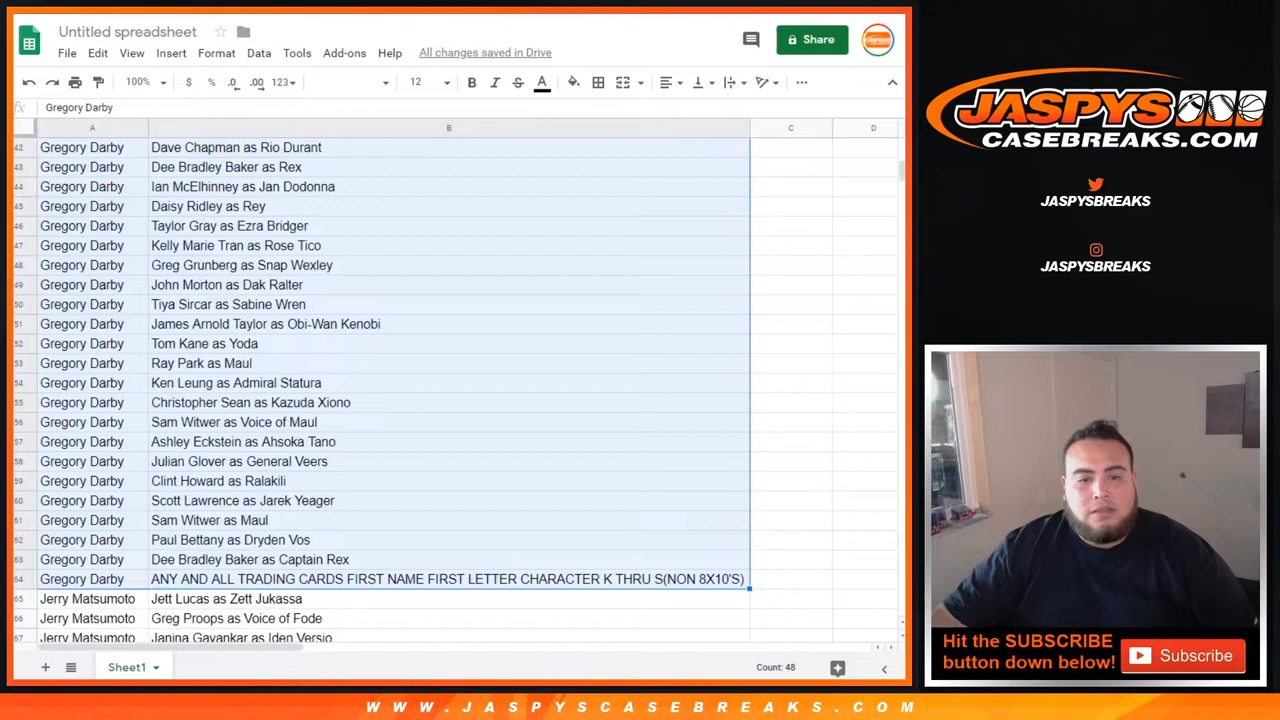 Untitled spreadsheet
File Edit View Insert Format Data Tools Add-ons Help All changes saved in Drive
Share
100% $ % .0 .00 123 12 B I S A
fx Gregory Darby
A B C D
42 Gregory Darby Dave Chapman as Rio Durant
43 Gregory Darby Dee Bradley Baker as Rex
44 Gregory Darby Ian McElhinney as Jan Dodonna
45 Gregory Darby Daisy Ridley as Rey
46 Gregory Darby Taylor Gray as Ezra Bridger
47 Gregory Darby Kelly Marie Tran as Rose Tico
48 Gregory Darby Greg Grunberg as Snap Wexley
49 Gregory Darby John Morton as Dak Ralter
50 Gregory Darby Tiya Sircar as Sabine Wren
51 Gregory Darby James Arnold Taylor as Obi-Wan Kenobi
52 Gregory Darby Tom Kane as Yoda
53 Gregory Darby Ray Park as Maul
54 Gregory Darby Ken Leung as Admiral Statura
55 Gregory Darby Christopher Sean as Kazuda Xiono
56 Gregory Darby Sam Witwer as Voice of Maul
57 Gregory Darby Ashley Eckstein as Ahsoka Tano
58 Gregory Darby Julian Glover as General Veers
59 Gregory Darby Clint Howard as Ralakili
60 Gregory Darby Scott Lawrence as Jarek Yeager
61 Gregory Darby Sam Witwer as Maul
62 Gregory Darby Paul Bettany as Dryden Vos
63 Gregory Darby Dee Bradley Baker as Captain Rex
64 Gregory Darby ANY AND ALL TRADING CARDS FIRST NAME FIRST LETTER CHARACTER K THRU S(NON 8X10'S)
65 Jerry Matsumoto Jett Lucas as Zett Jukassa
66 Jerry Matsumoto Greg Proops as Voice of Fode
67 Jerry Matsumoto Janina Gavankar as Iden Versio
Sheet1
Count: 48
JASPYS
CASEBREAKS.COM
JASPYSBREAKS
JASPYSBREAKS
Hit the SUBSCRIBE
button down below!
Subscribe
WWW.JASPYSCASEBREAKS.COM